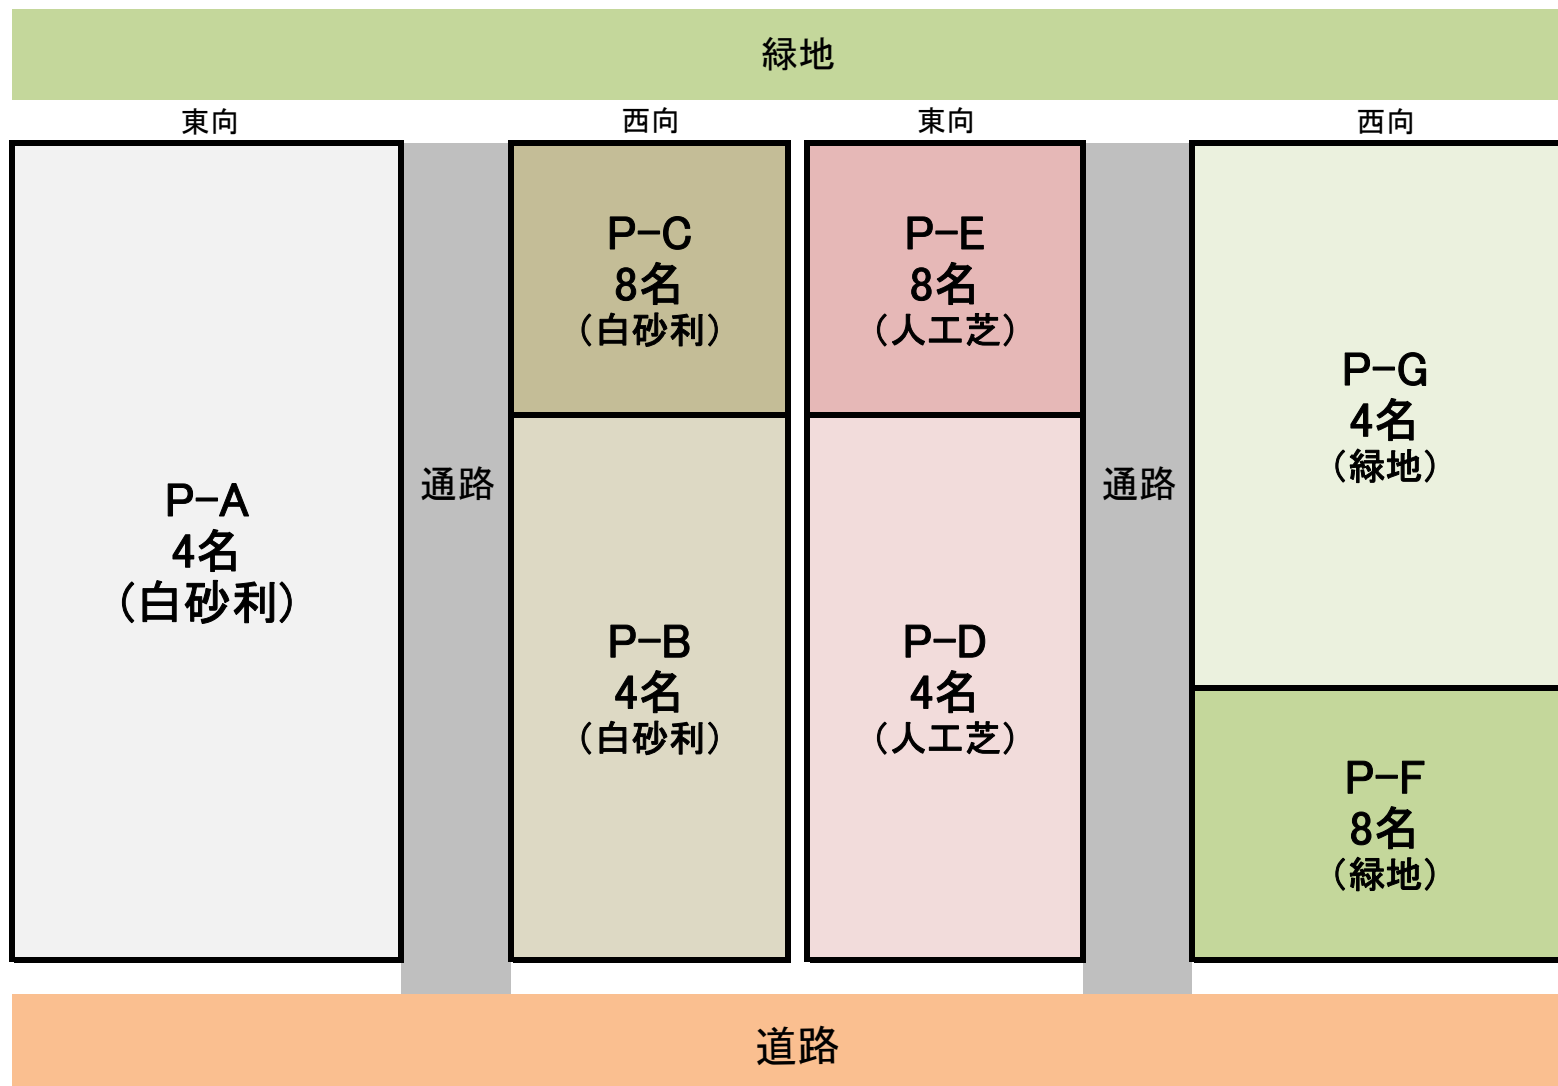 緑地
東向
西向
東向
西向
P-A
4名
（白砂利）
通路
P-C
8名
（白砂利）
P-B
4名
（白砂利）
P-E
8名
（人工芝）
P-D
4名
（人工芝）
通路
P-G
4名
（緑地）
P-F
8名
（緑地）
道路